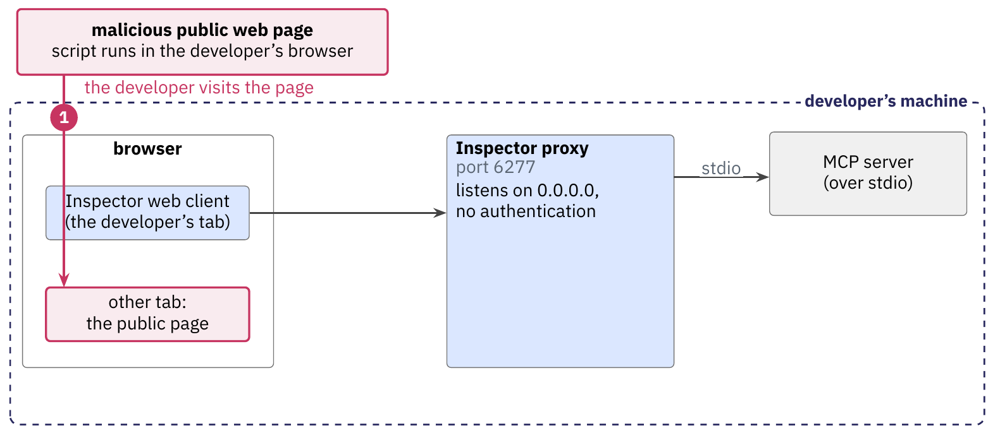 malicious public web page
script runs in the developer’s browser
the developer visits the page
developer’s machine
1
browser
Inspector web client
(the developer’s tab)
other tab:
the public page
Inspector proxy
port 6277
listens on 0.0.0.0,
no authentication
stdio
MCP server
(over stdio)